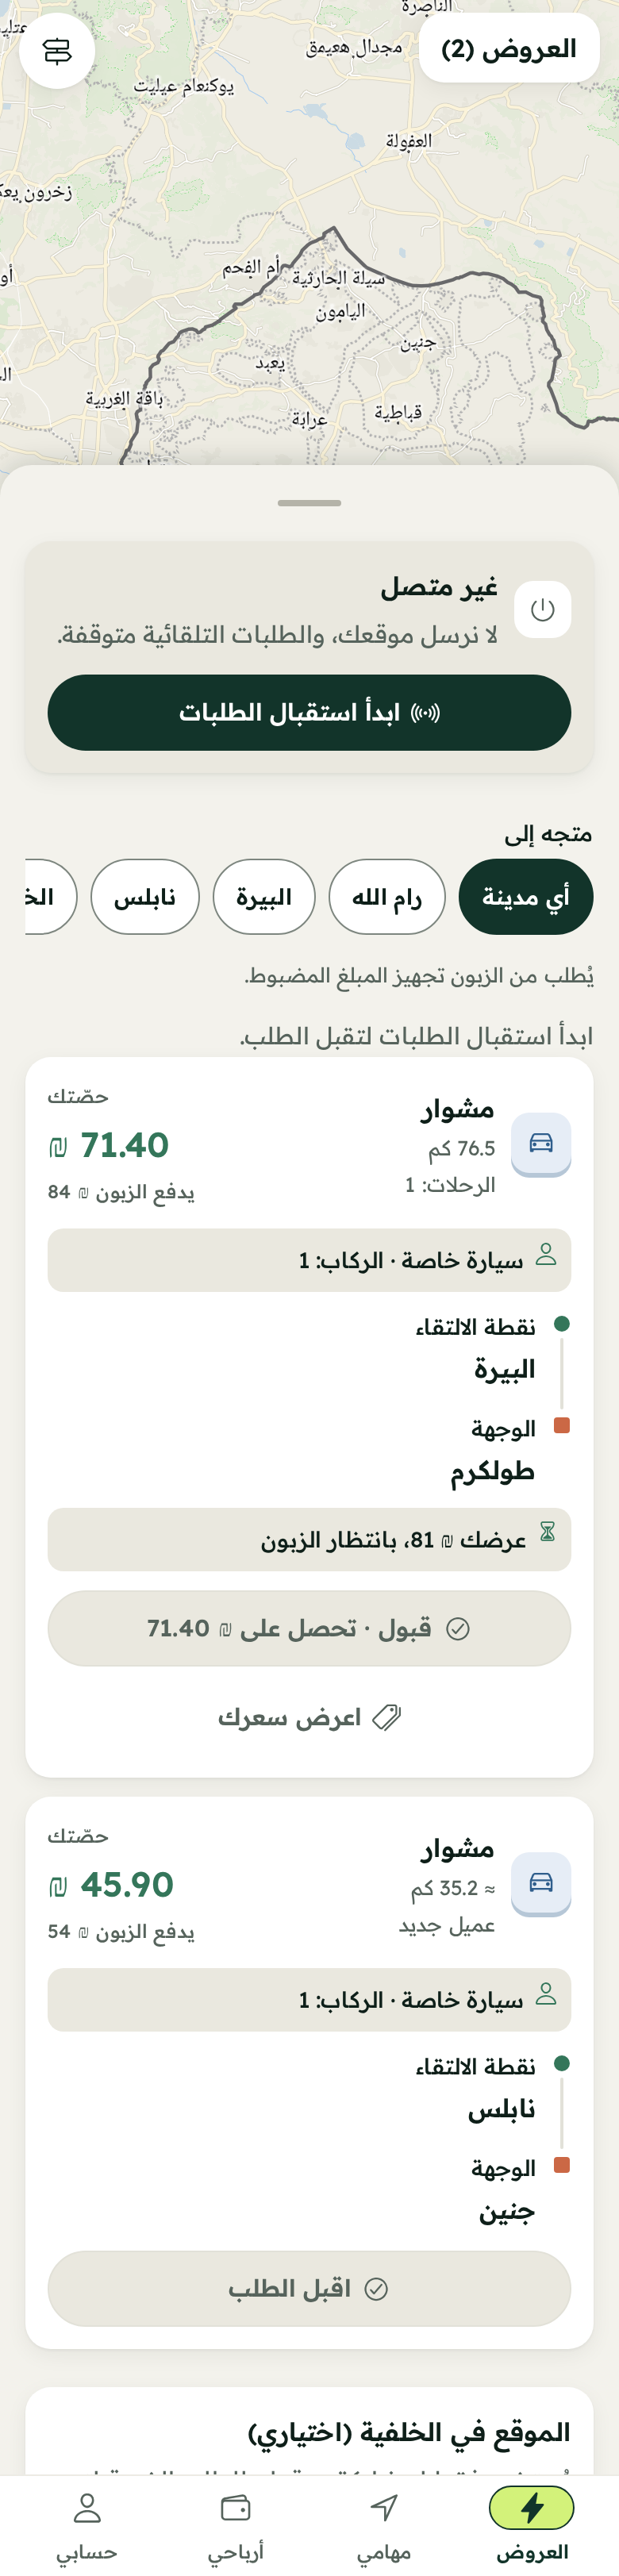 الناصرة
العروض (2)
مجدال هعيمق
يوكنعام عيليت
العفولة
زخرون يعك
أم الفحم
سيلة الحارثية
اليامون
جنين
يعبد
باقة الغربية
عرابة
قباطية
غير متصل
لا نرسل موقعك، والطلبات التلقائية متوقفة.
ابدأ استقبال الطلبات
متجه إلى
أي مدينة
رام الله
البيرة
نابلس
الخ
يُطلب من الزبون تجهيز المبلغ المضبوط.
ابدأ استقبال الطلبات لتقبل الطلب.
مشوار
76.5 كم
الرحلات: 1
حصّتك
71.40 ₪
يدفع الزبون ₪ 84
سيارة خاصة · الركاب: 1
نقطة الالتقاء
البيرة
الوجهة
طولكرم
عرضك ₪ 81، بانتظار الزبون
قبول · تحصل على ₪ 71.40
اعرض سعرك
مشوار
≈ 35.2 كم
عميل جديد
حصّتك
45.90 ₪
يدفع الزبون ₪ 54
سيارة خاصة · الركاب: 1
نقطة الالتقاء
نابلس
الوجهة
جنين
اقبل الطلب
الموقع في الخلفية (اختياري)
العروض
مهامي
أرباحي
حسابي